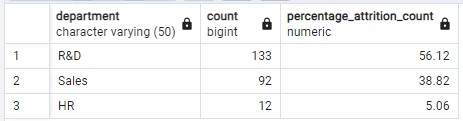 department count percentage_attrition_count
character varying (50) bigint numeric
1 R&D 133 56.12
2 Sales 92 38.82
3 HR 12 5.06